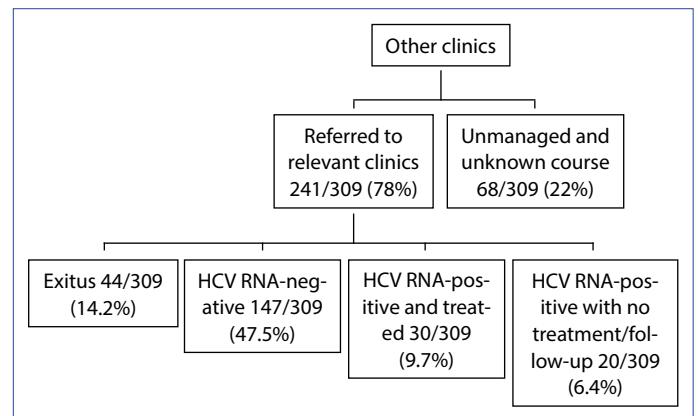 Other clinics
Referred to
relevant clinics
241/309 (78%)
Unmanaged and
unknown course
68/309 (22%)
Exitus 44/309
(14.2%)
HCV RNA-neg-
ative 147/309
(47.5%)
HCV RNA-pos-
itive and treat-
ed 30/309
(9.7%)
HCV RNA-pos-
itive with no
treatment/fol-
low-up 20/309
(6.4%)